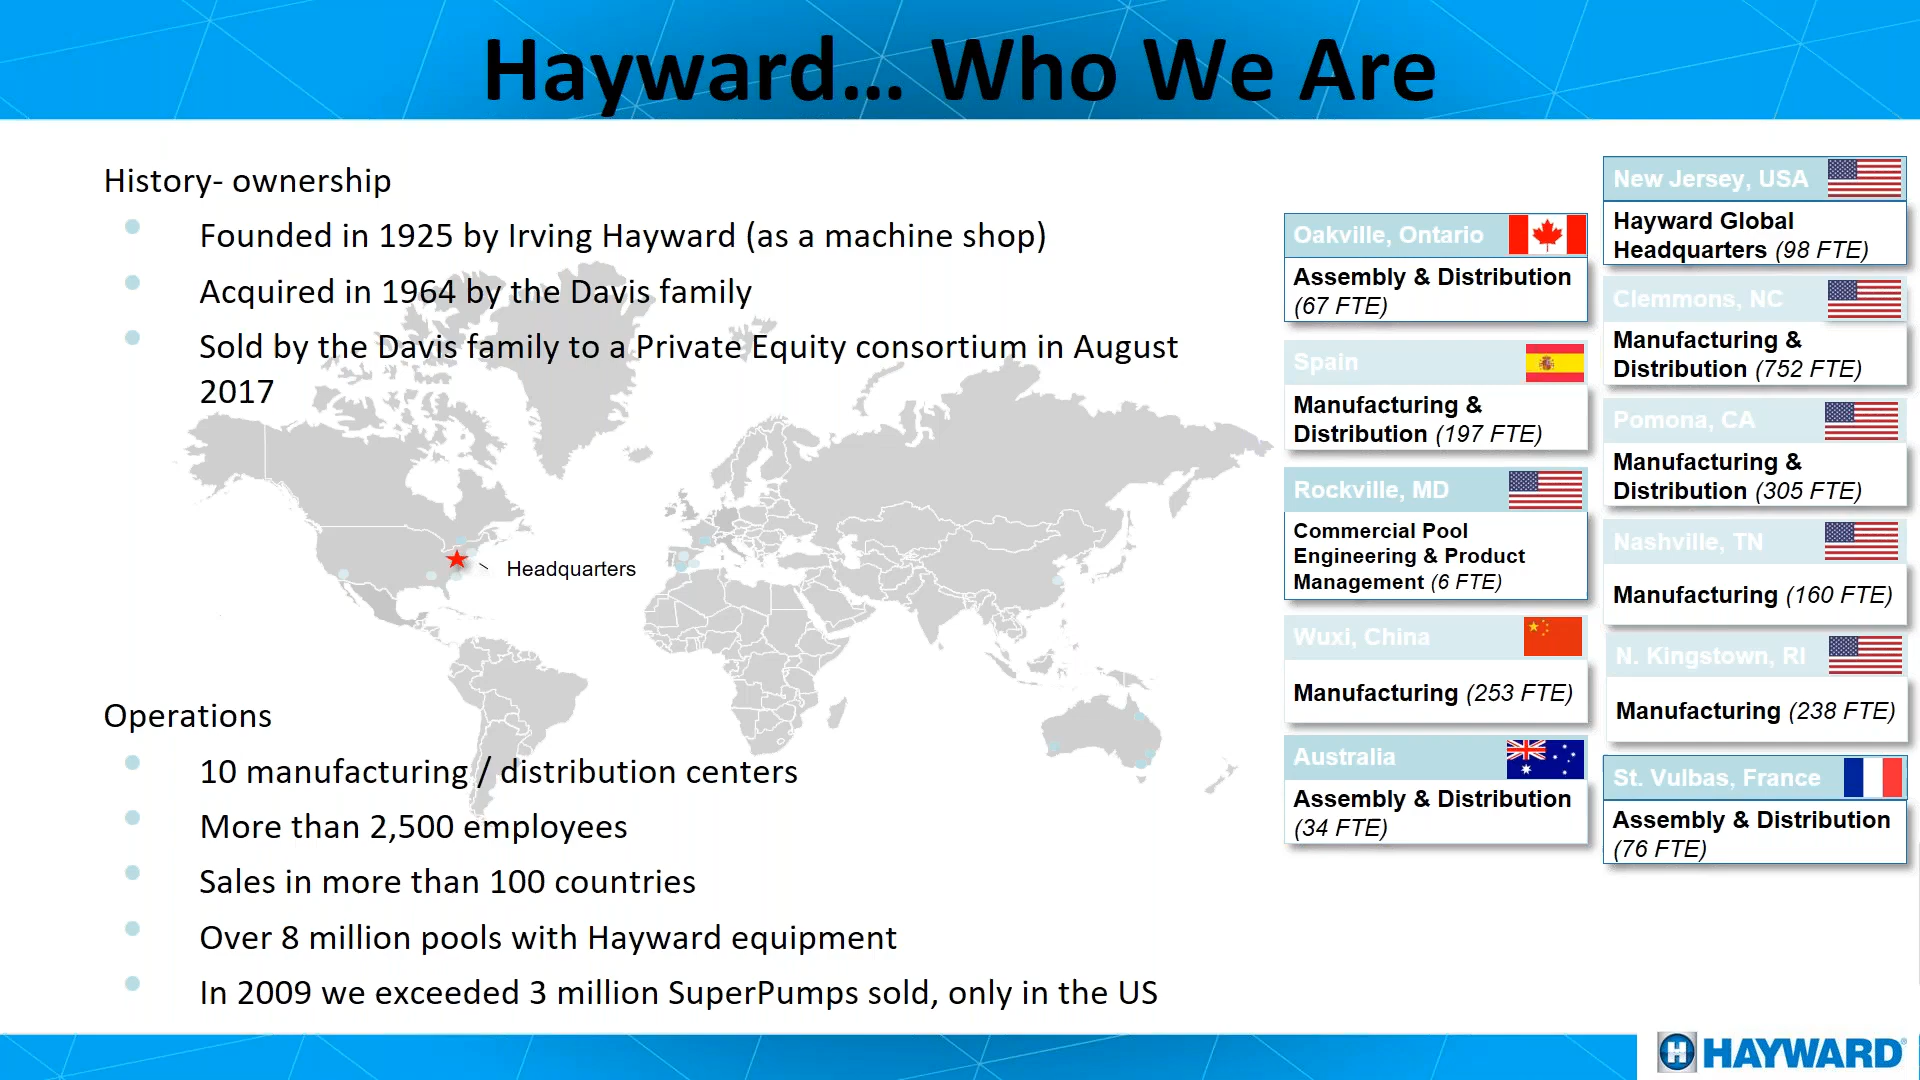 Hayward... Who We Are
History- ownership
Founded in 1925 by Irving Hayward (as a machine shop)
Acquired in 1964 by the Davis family
Sold by the Davis family to a Private Equity consortium in August
2017
Headquarters
Operations
10 manufacturing / distribution centers
More than 2,500 employees
Sales in more than 100 countries
Over 8 million pools with Hayward equipment
In 2009 we exceeded 3 million SuperPumps sold, only in the US
Oakville, Ontario
Assembly & Distribution
(67 FTE)
Spain
Manufacturing &
Distribution (197 FTE)
Rockville, MD
Commercial Pool
Engineering & Product
Management (6 FTE)
Wuxi, China
Manufacturing (253 FTE)
Australia
Assembly & Distribution
(34 FTE)
New Jersey, USA
Hayward Global
Headquarters (98 FTE)
Clemmons, NC
Manufacturing &
Distribution (752 FTE)
Pomona, CA
Manufacturing &
Distribution (305 FTE)
Nashville, TN
Manufacturing (160 FTE)
N. Kingstown, RI
Manufacturing (238 FTE)
St. Vulbas, France
Assembly & Distribution
(76 FTE)
H HAYWARD®